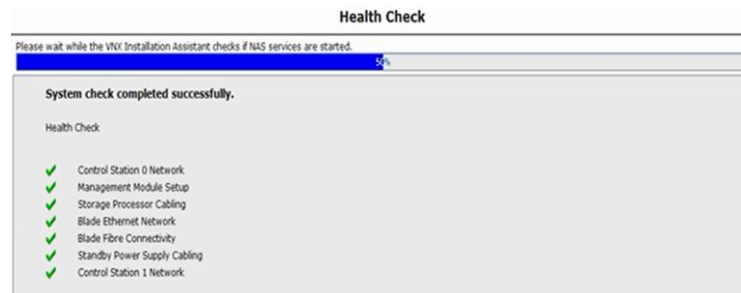 Health Check
Please wait while the VNX Installation Assistant checks if NAS services are started.
50%
System check completed successfully.
Health Check
Control Station 0 Network
Management Module Setup
Storage Processor Cabling
Blade Ethernet Network
Blade Fibre Connectivity
Standby Power Supply Cabling
Control Station 1 Network